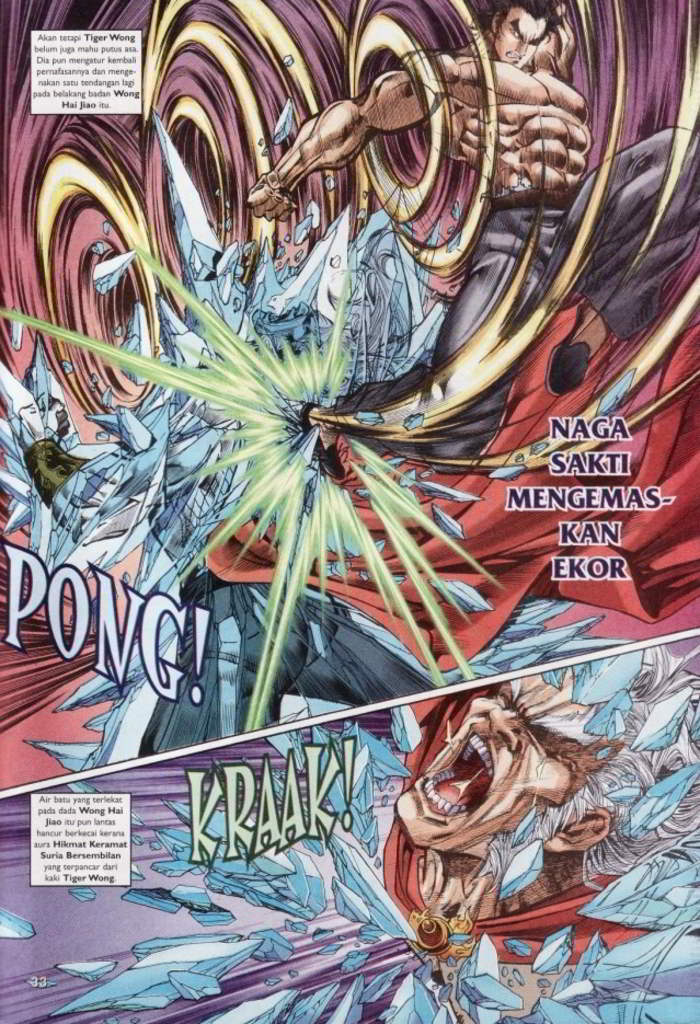 Akan tetapi Tiger Wong
belum juga mahu putus asa.
Dia pun mengatur kembali
pernafasannya dan menge-
nakan satu tendangan lagi
pada belakang badan Wong
Hai Jiao itu.
NAGA
SAKTI
MENGEMAS-
KAN
EKOR
PONG!
KRAAK!
Air batu yang terlekat
pada dada Wong Hai
Jiao itu pun lantas
hancur berkecai kerana
aura Hikmat Keramat
Suria Bersembilan
yang terpancar dari
kaki Tiger Wong.
33